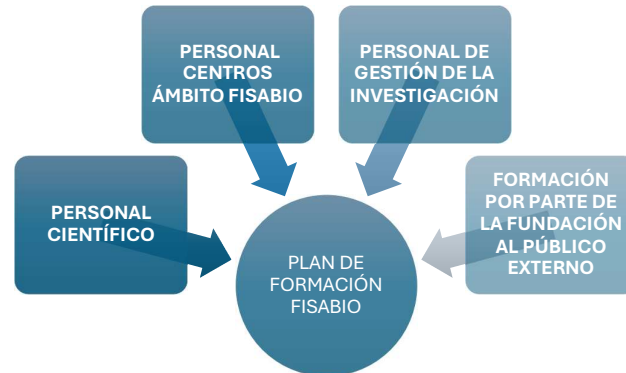 PERSONAL
CENTROS
ÁMBITO FISABIO
PERSONAL DE
GESTIÓN DE LA
INVESTIGACIÓN
PERSONAL
CIENTÍFICO
FORMACIÓN
POR PARTE DE
LA FUNDACIÓN
AL PÚBLICO
EXTERNO
PLAN DE
FORMACIÓN
FISABIO